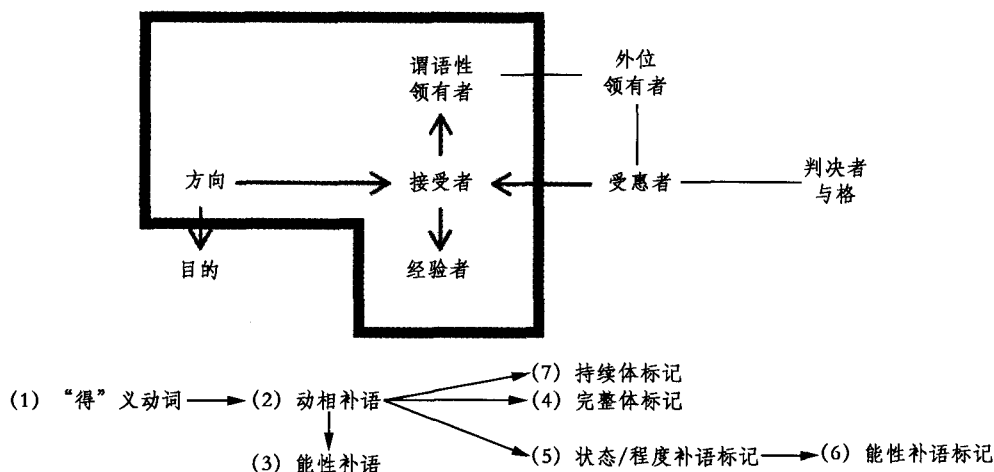 谓语性
领有者
外位
领有者
方向
接受者
受惠者
判决者
与格
目的
经验者
(1) “得”义动词
(2) 动相补语
(7) 持续体标记
(4) 完整体标记
(3) 能性补语
(5) 状态/程度补语标记
(6) 能性补语标记